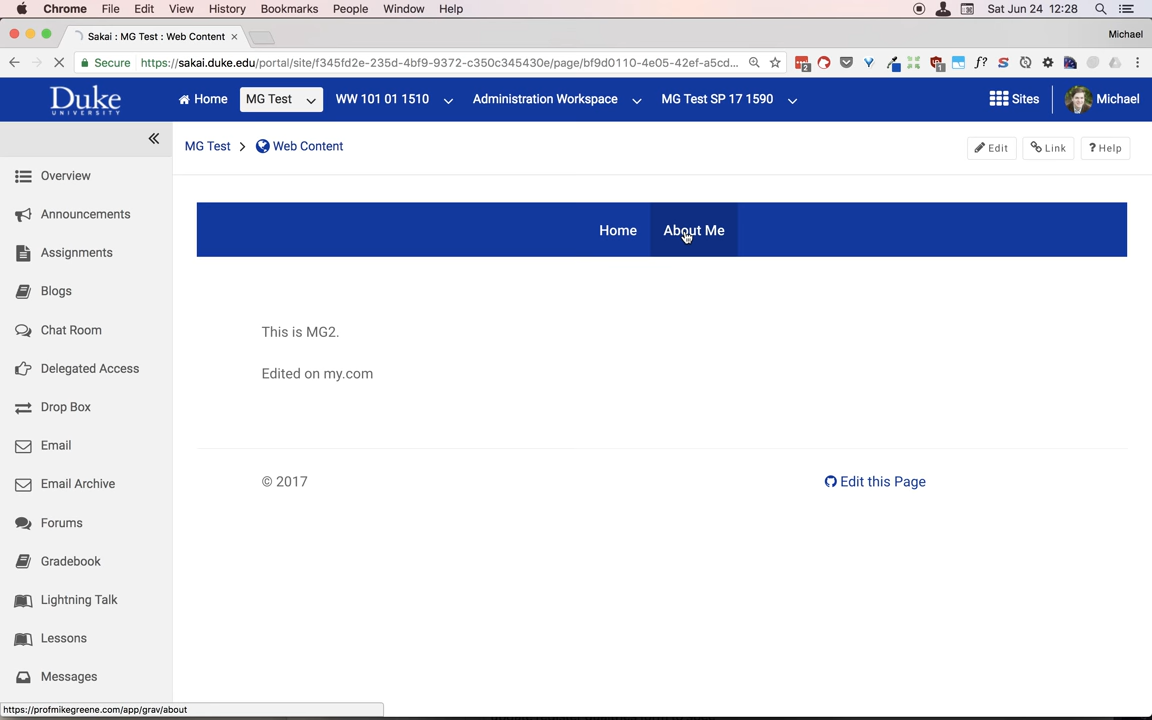 Chrome File Edit View History Bookmarks People Window Help Sat Jun 24 12:28
Sakai : MG Test : Web Content Michael
Secure https://sakai.duke.edu/portal/site/f345fd2e-235d-4bf9-9372-c350c345430e/page/bf9d0110-4e05-42ef-a5cd... 2 f? 1
Duke UNIVERSITY Home MG Test WW 101 01 1510 Administration Workspace MG Test SP 17 1590 Sites Michael
MG Test Web Content Edit Link ? Help
Overview
Announcements
Assignments
Blogs
Chat Room
Delegated Access
Drop Box
Email
Email Archive
Forums
Gradebook
Lightning Talk
Lessons
Messages
Home About Me
This is MG2.
Edited on my.com
© 2017 Edit this Page
https://profmikegreene.com/app/grav/about